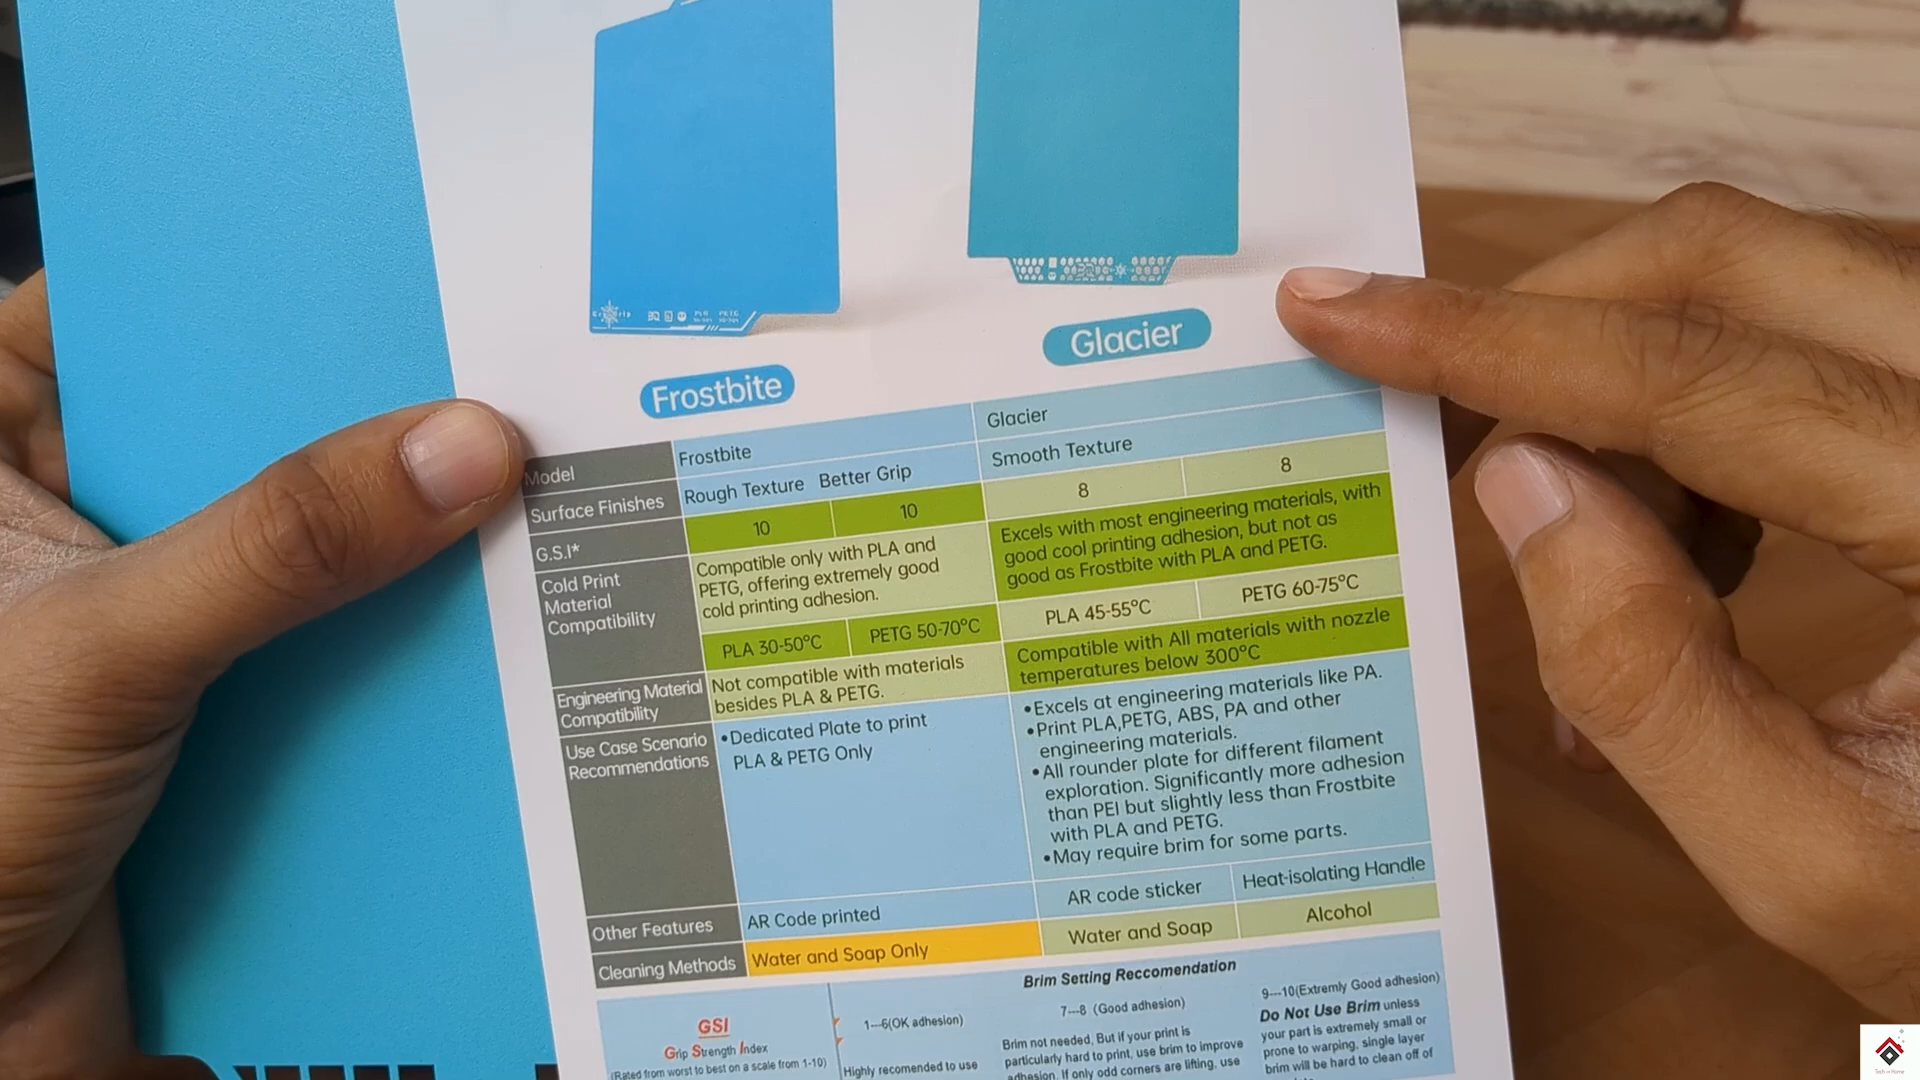 Frostbite
Glacier
Model
Frostbite
Glacier
Surface Finishes
Rough Texture Better Grip
Smooth Texture
G.S.I*
10
10
8
8
Cold Print
Material
Compatibility
Compatible only with PLA and
PETG, offering extremely good
cold printing adhesion.
Excels with most engineering materials, with
good cool printing adhesion, but not as
good as Frostbite with PLA and PETG.
PLA 30-50°C
PETG 50-70°C
PLA 45-55°C
PETG 60-75°C
Engineering Material
Compatibility
Not compatible with materials
besides PLA & PETG.
Compatible with All materials with nozzle
temperatures below 300°C
Use Case Scenario
Recommendations
•Dedicated Plate to print
PLA & PETG Only
•Excels at engineering materials like PA.
•Print PLA,PETG, ABS, PA and other
engineering materials.
•All rounder plate for different filament
exploration. Significantly more adhesion
than PEI but slightly less than Frostbite
with PLA and PETG.
•May require brim for some parts.
Other Features
AR Code printed
AR code sticker
Heat-isolating Handle
Cleaning Methods
Water and Soap Only
Water and Soap
Alcohol
Brim Setting Reccomendation
GSI
Grip Strength Index
(Rated from worst to best on a scale from 1-10)
1---6(OK adhesion)
Highly recomended to use
7---8 (Good adhesion)
Brim not needed, But if your print is
particularly hard to print, use brim to improve
adhesion. If only odd corners are lifting, use
9---10(Extremly Good adhesion)
Do Not Use Brim unless
your part is extremely small or
prone to warping, single layer
brim will be hard to clean off of
Tech in Home